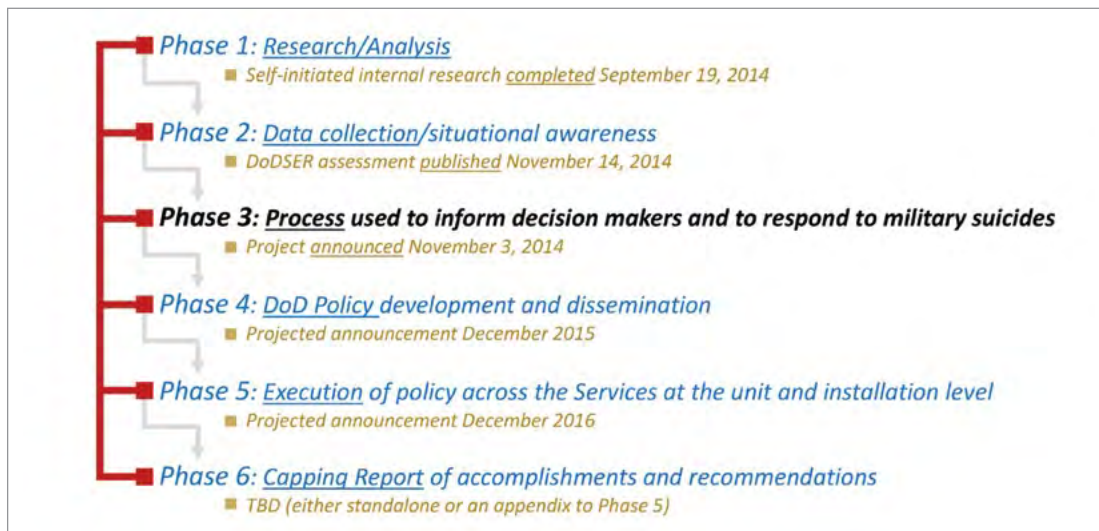 Phase 1: Research/Analysis
Self-initiated internal research completed September 19, 2014
Phase 2: Data collection/situational awareness
DoDSER assessment published November 14, 2014
Phase 3: Process used to inform decision makers and to respond to military suicides
Project announced November 3, 2014
Phase 4: DoD Policy development and dissemination
Projected announcement December 2015
Phase 5: Execution of policy across the Services at the unit and installation level
Projected announcement December 2016
Phase 6: Capping Report of accomplishments and recommendations
TBD (either standalone or an appendix to Phase 5)